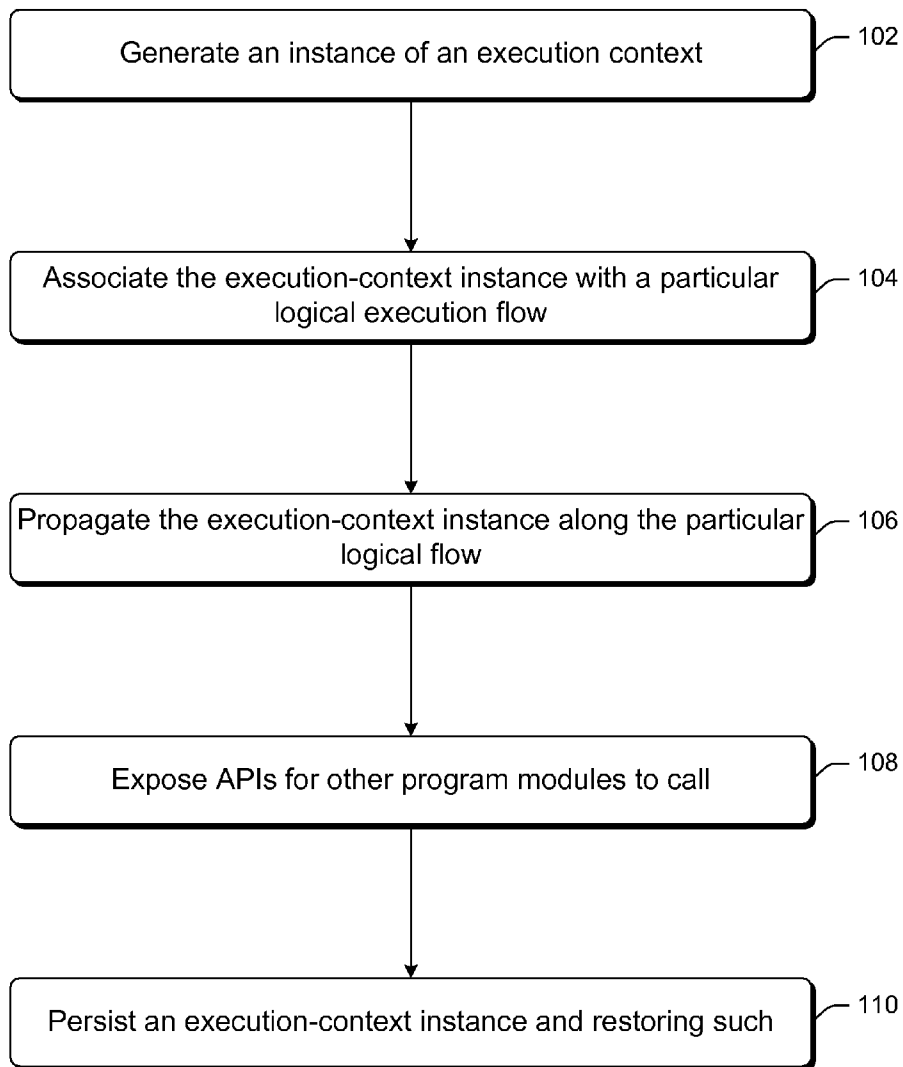 Generate an instance of an execution context
102
Associate the execution-context instance with a particular
logical execution flow
104
Propagate the execution-context instance along the particular
logical flow
106
Expose APIs for other program modules to call
108
Persist an execution-context instance and restoring such
110